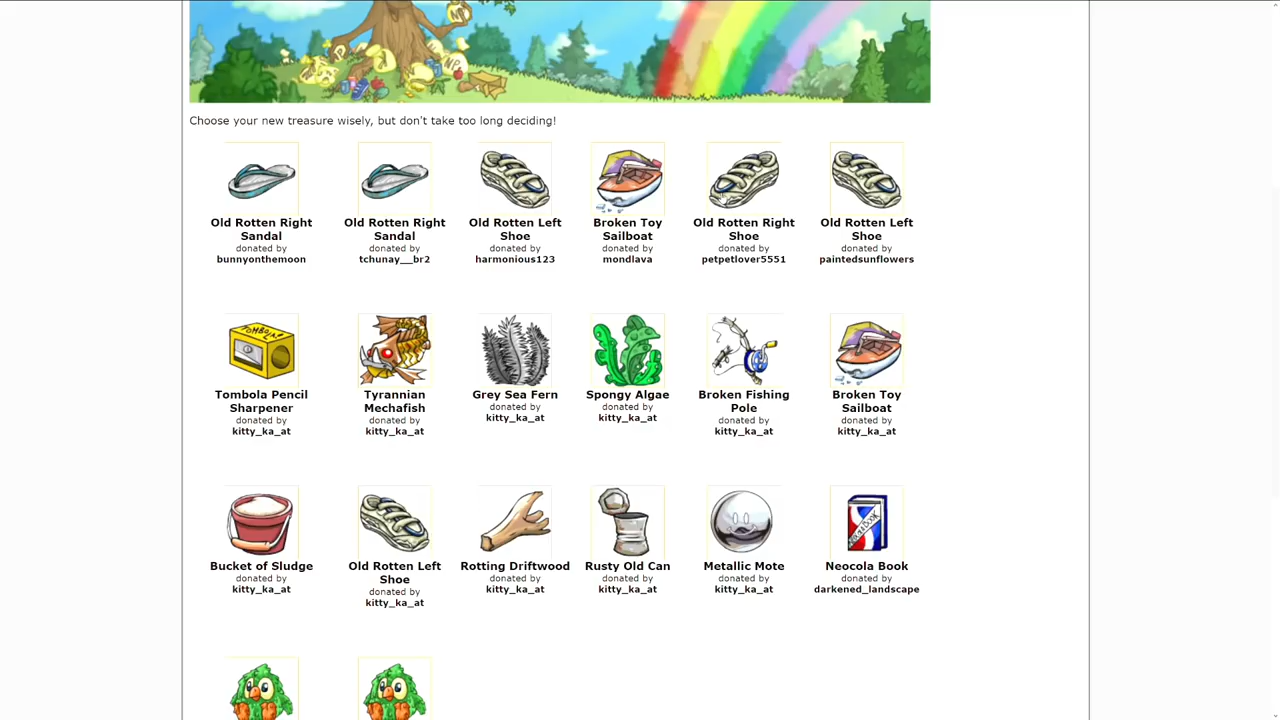 NP
Choose your new treasure wisely, but don't take too long deciding!
Old Rotten Right
Sandal
donated by
bunnyonthemoon
Old Rotten Right
Sandal
donated by
tchunay__br2
Old Rotten Left
Shoe
donated by
harmonious123
Broken Toy
Sailboat
donated by
mondlava
Old Rotten Right
Shoe
donated by
petpetlover5551
Old Rotten Left
Shoe
donated by
paintedsunflowers
TOMBOLA!
Tombola Pencil
Sharpener
donated by
kitty_ka_at
Tyrannian
Mechafish
donated by
kitty_ka_at
Grey Sea Fern
donated by
kitty_ka_at
Spongy Algae
donated by
kitty_ka_at
Broken Fishing
Pole
donated by
kitty_ka_at
Broken Toy
Sailboat
donated by
kitty_ka_at
Bucket of Sludge
donated by
kitty_ka_at
Old Rotten Left
Shoe
donated by
kitty_ka_at
Rotting Driftwood
donated by
kitty_ka_at
Rusty Old Can
donated by
kitty_ka_at
Metallic Mote
donated by
kitty_ka_at
Neocola Book
donated by
darkened_landscape